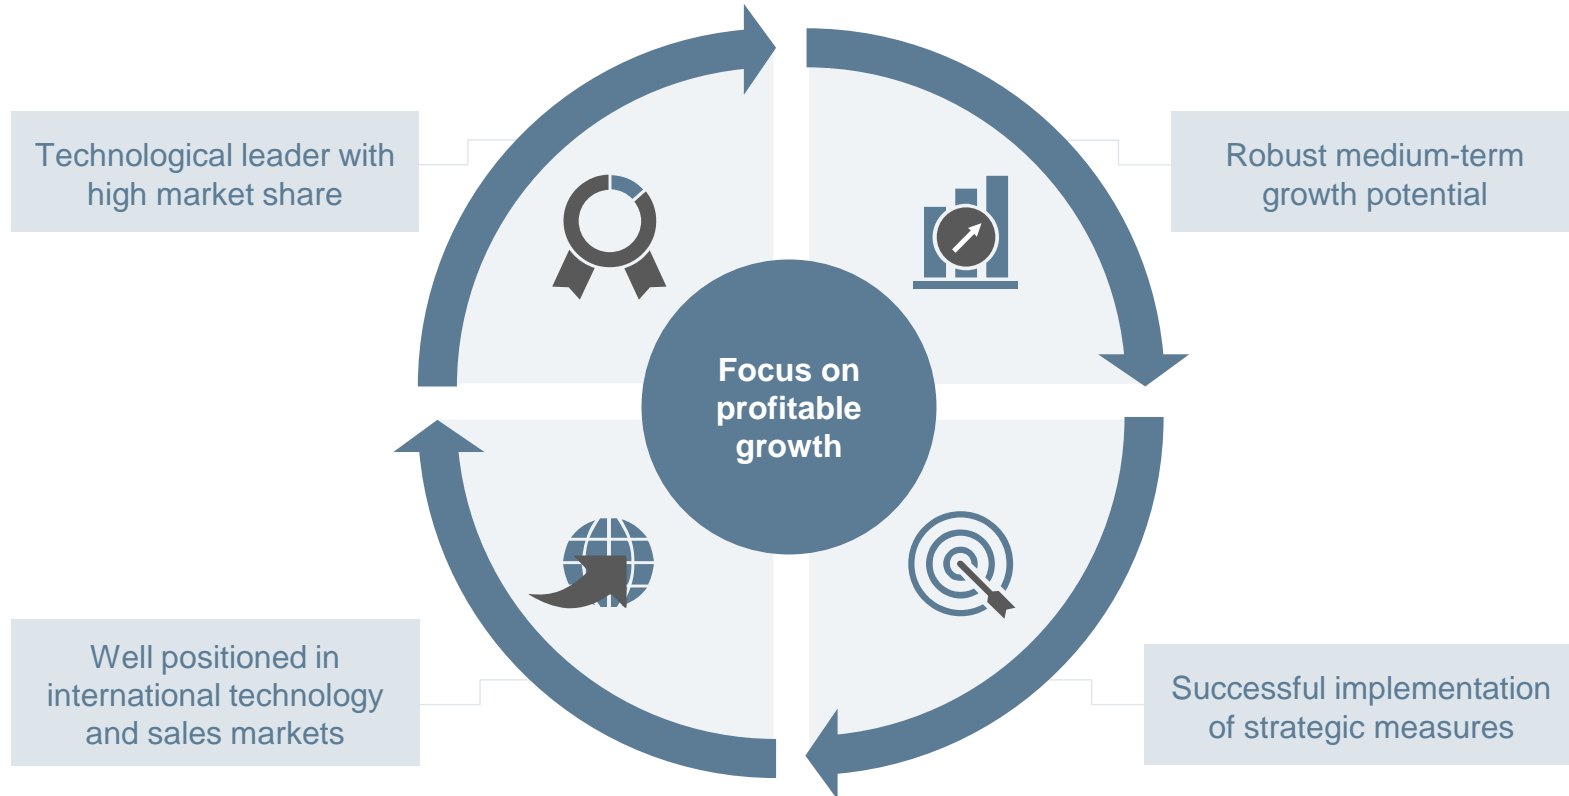 Technological leader with
high market share
Robust medium-term
growth potential
Focus on
profitable
growth
Well positioned in
international technology
and sales markets
Successful implementation
of strategic measures